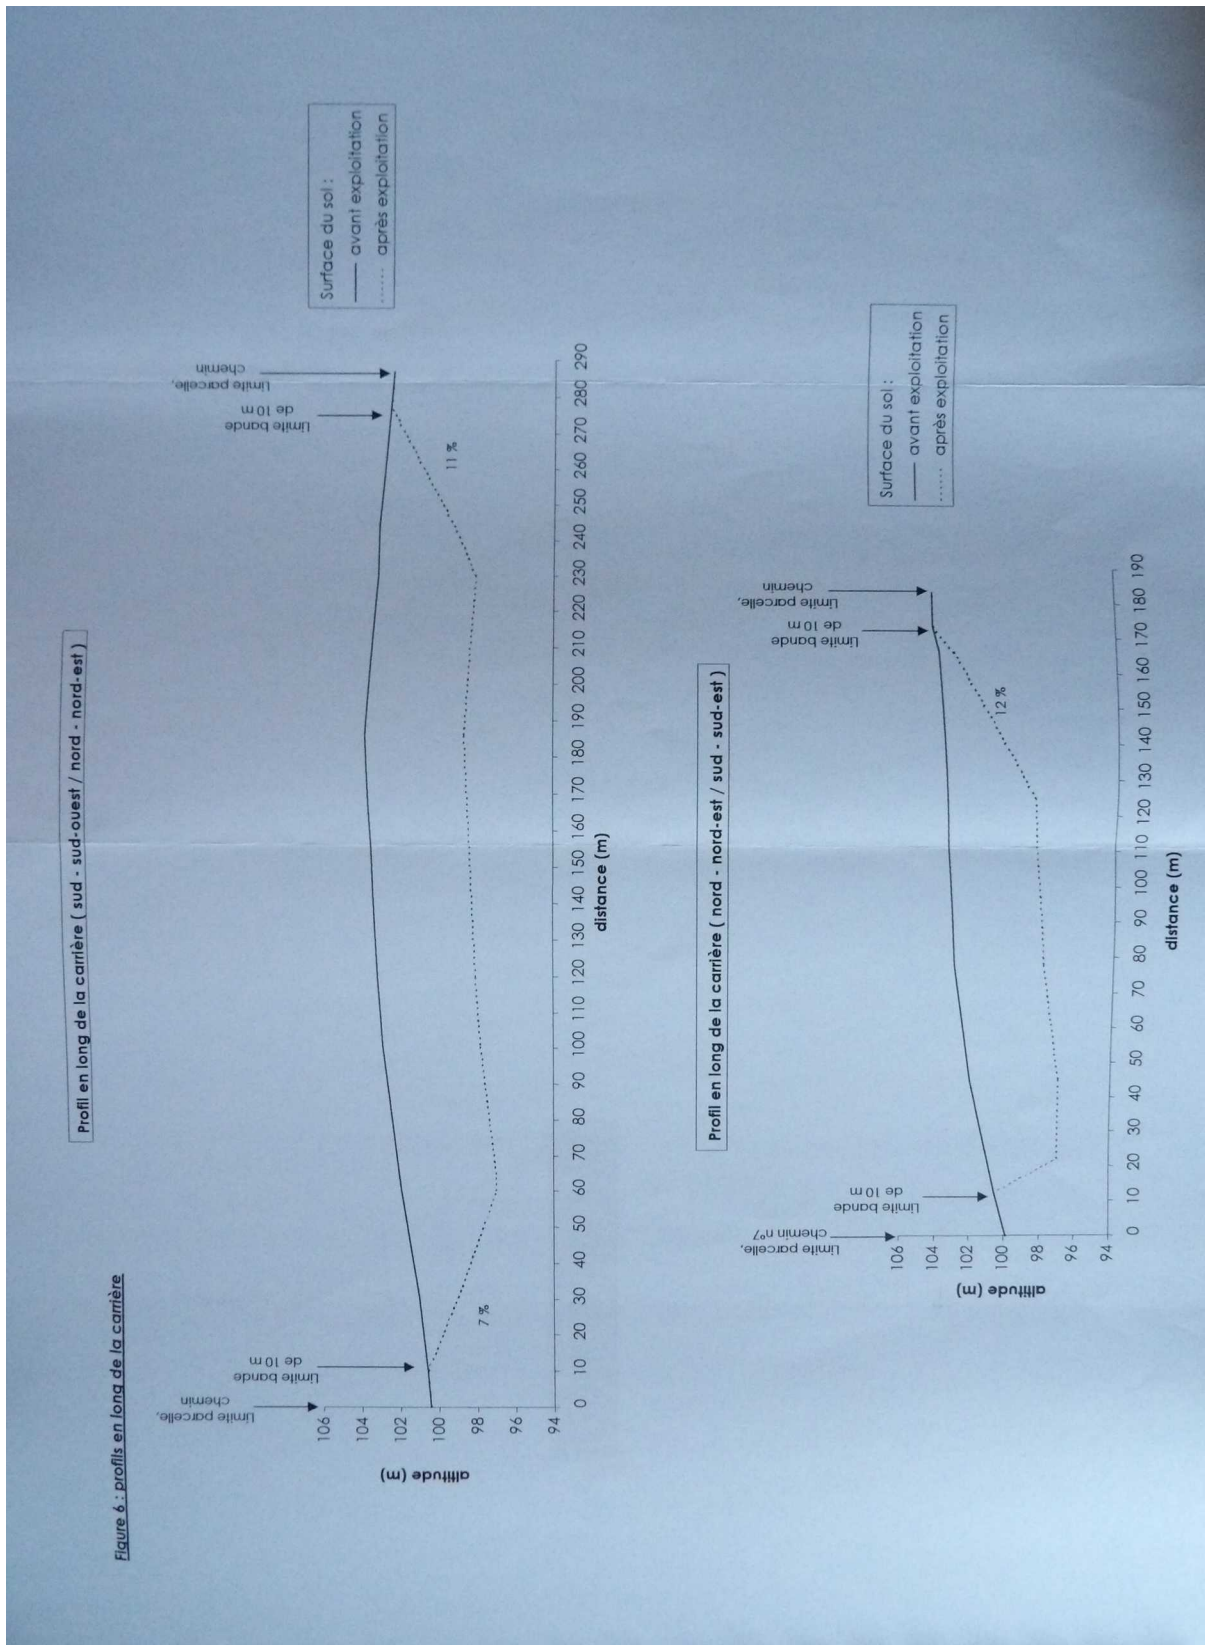 Figure 6 : profils en long de la carrière
Profil en long de la carrière ( sud - sud-ouest / nord - nord-est )
Surface du sol :
avant exploitation
après exploitation
Limite parcelle,
chemin
Limite bande
de 10 m
Limite bande
de 10 m
Limite parcelle,
chemin
altitude (m)
106
104
102
100
98
96
94
7 %
11 %
0 10 20 30 40 50 60 70 80 90 100 110 120 130 140 150 160 170 180 190 200 210 220 230 240 250 260 270 280 290
distance (m)
Profil en long de la carrière ( nord - nord-est / sud - sud-est )
Surface du sol :
avant exploitation
après exploitation
Limite parcelle,
chemin n°7
Limite bande
de 10 m
Limite bande
de 10 m
Limite parcelle,
chemin
altitude (m)
106
104
102
100
98
96
94
12 %
0 10 20 30 40 50 60 70 80 90 100 110 120 130 140 150 160 170 180 190
distance (m)